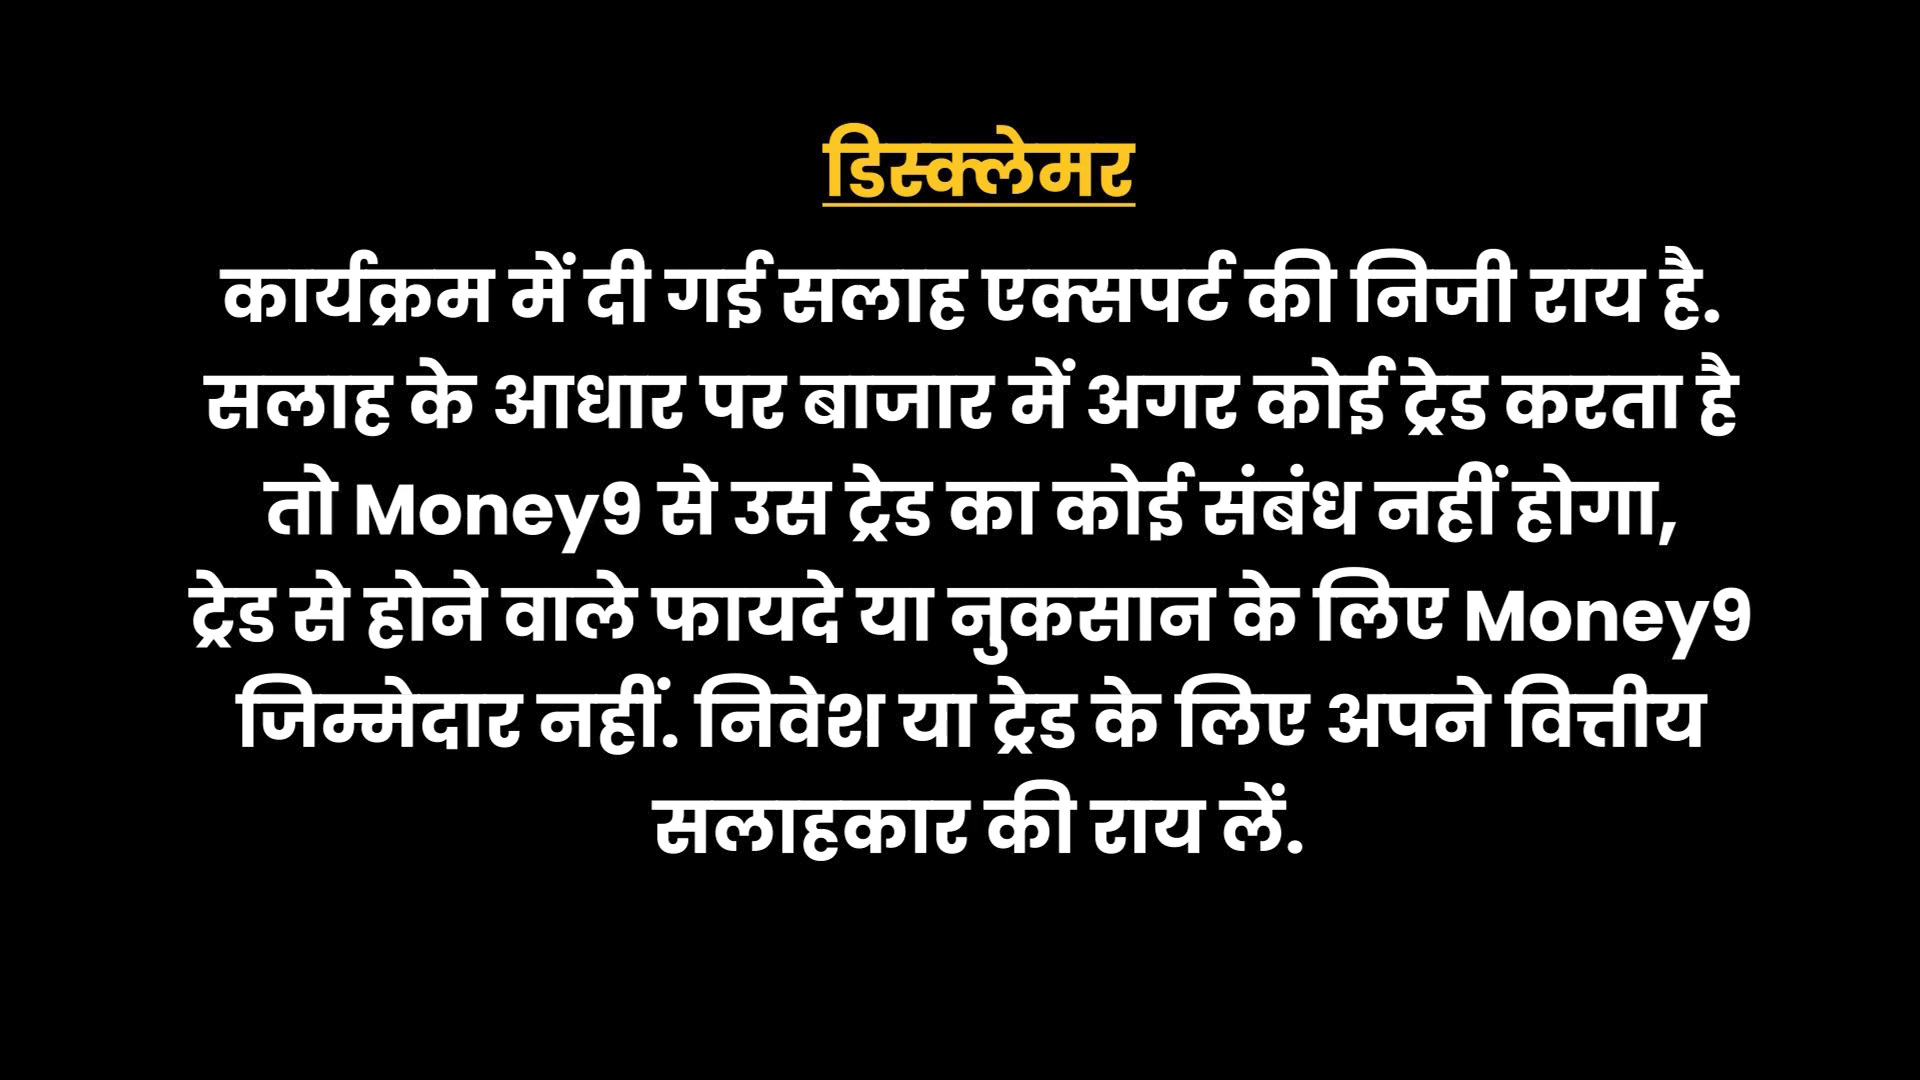 डिस्क्लेमर
कार्यक्रम में दी गई सलाह एक्सपर्ट की निजी राय है.
सलाह के आधार पर बाजार में अगर कोई ट्रेड करता है
तो Money9 से उस ट्रेड का कोई संबंध नहीं होगा,
ट्रेड से होने वाले फायदे या नुकसान के लिए Money9
जिम्मेदार नहीं. निवेश या ट्रेड के लिए अपने वित्तीय
सलाहकार की राय लें.